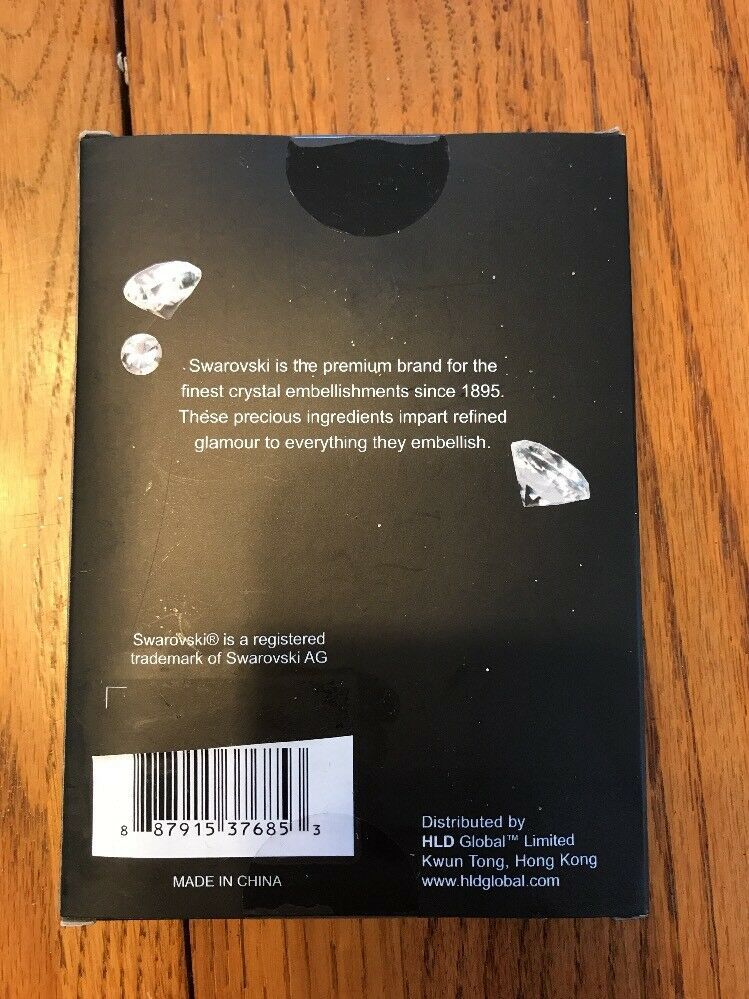 Swarovski is the premium brand for the
finest crystal embellishments since 1895.
These precious ingredients impart refined
glamour to everything they embellish.
Swarovski® is a registered
trademark of Swarovski AG
8 87915 37685 3
MADE IN CHINA
Distributed by
HLD Global™ Limited
Kwun Tong, Hong Kong
www.hldglobal.com